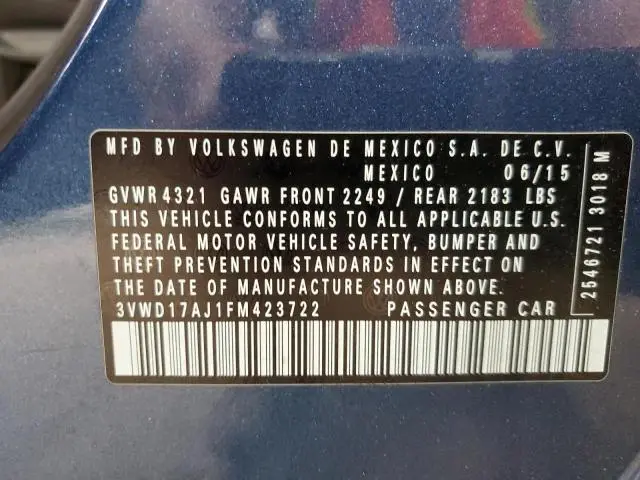 MFD BY VOLKSWAGEN DE MEXICO S.A. DE C.V.
MEXICO 06/15
GVWR 4321 GAWR FRONT 2249 / REAR 2183 LBS
THIS VEHICLE CONFORMS TO ALL APPLICABLE U.S.
FEDERAL MOTOR VEHICLE SAFETY, BUMPER AND
THEFT PREVENTION STANDARDS IN EFFECT ON
THE DATE OF MANUFACTURE SHOWN ABOVE.
3VWD17AJ1FM423722 PASSENGER CAR
2546721 3018 M